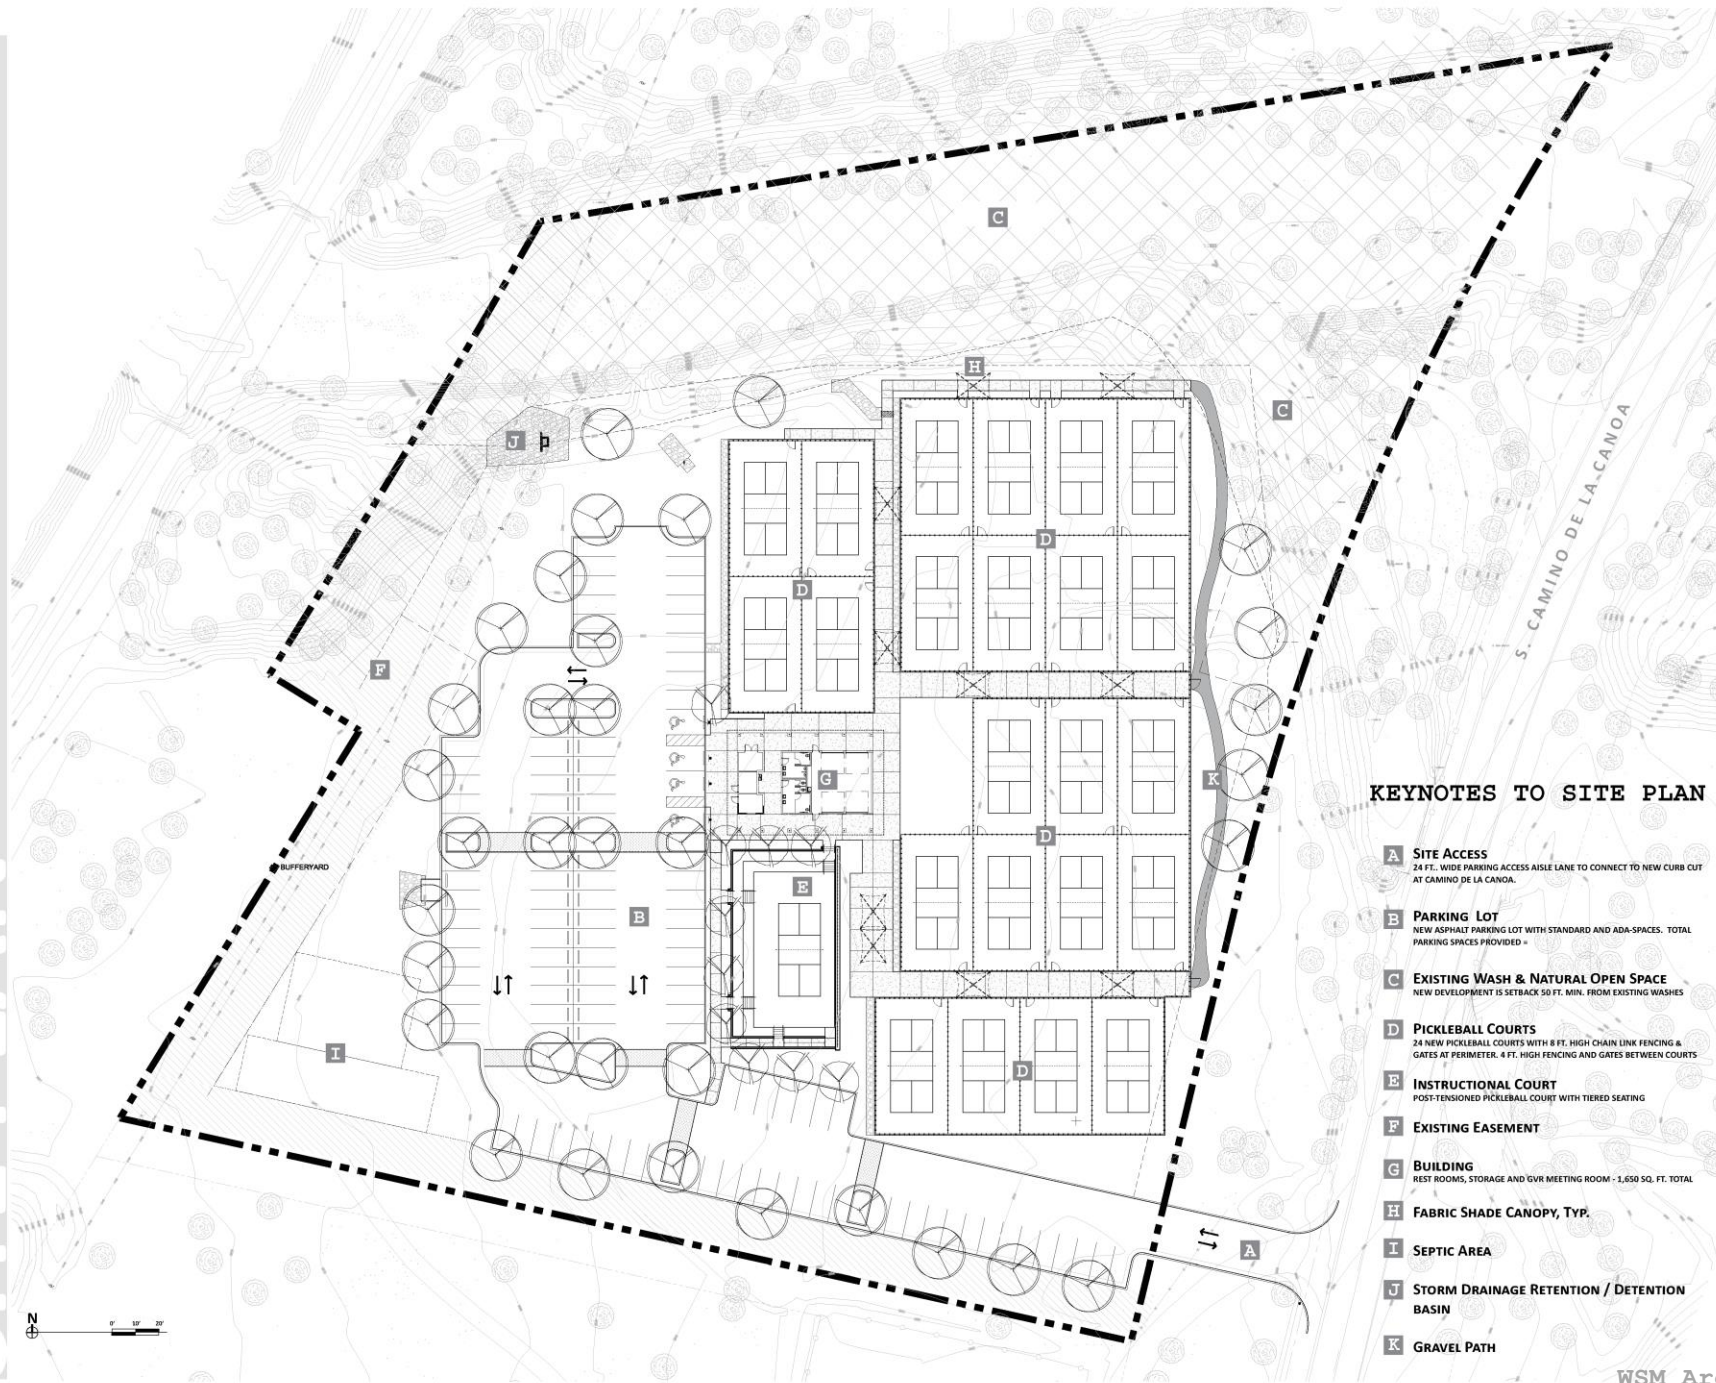 C
H
C
J
D
D
S. CAMINO DE LA CANOA
F
G
K
KEYNOTES TO SITE PLAN
D
A SITE ACCESS
24 FT.. WIDE PARKING ACCESS AISLE LANE TO CONNECT TO NEW CURB CUT
AT CAMINO DE LA CANOA.
BUFFERYARD
E
B
B PARKING LOT
NEW ASPHALT PARKING LOT WITH STANDARD AND ADA-SPACES. TOTAL
PARKING SPACES PROVIDED =
C EXISTING WASH & NATURAL OPEN SPACE
NEW DEVELOPMENT IS SETBACK 50 FT. MIN. FROM EXISTING WASHES
D PICKLEBALL COURTS
24 NEW PICKLEBALL COURTS WITH 8 FT. HIGH CHAIN LINK FENCING &
GATES AT PERIMETER. 4 FT. HIGH FENCING AND GATES BETWEEN COURTS
I
D
E INSTRUCTIONAL COURT
POST-TENSIONED PICKLEBALL COURT WITH TIERED SEATING
F EXISTING EASEMENT
G BUILDING
REST ROOMS, STORAGE AND GVR MEETING ROOM - 1,650 SQ. FT. TOTAL
H FABRIC SHADE CANOPY, TYP.
A
I SEPTIC AREA
J STORM DRAINAGE RETENTION / DETENTION
BASIN
N
0' 10' 20'
K GRAVEL PATH
WSM Arc